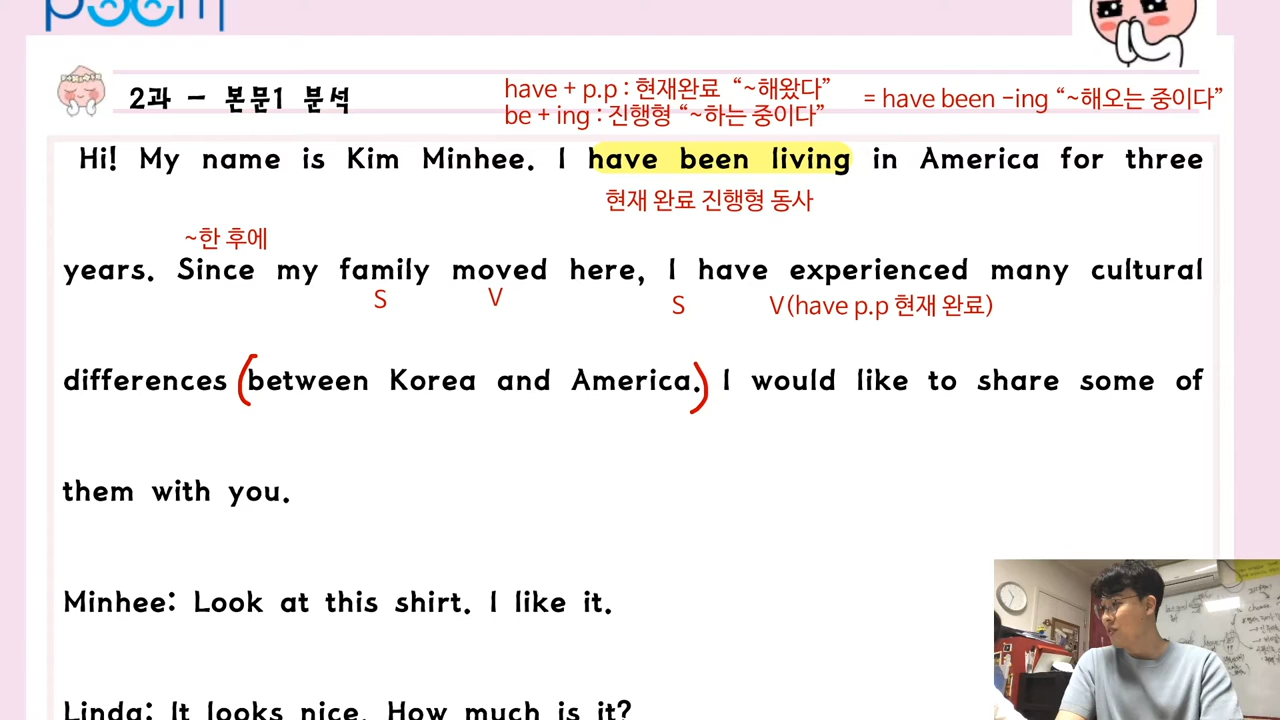 poem
2과 - 본문1 분석
have + p.p : 현재완료 “~해왔다”
be + ing : 진행형 “~하는 중이다”
= have been -ing “~해오는 중이다”
Hi! My name is Kim Minhee. I have been living in America for three
현재 완료 진행형 동사
~한 후에
years. Since my family moved here, I have experienced many cultural
S V S V(have p.p 현재 완료)
differences (between Korea and America.) I would like to share some of
them with you.
Minhee: Look at this shirt. I like it.
Linda: It looks nice. How much is it?